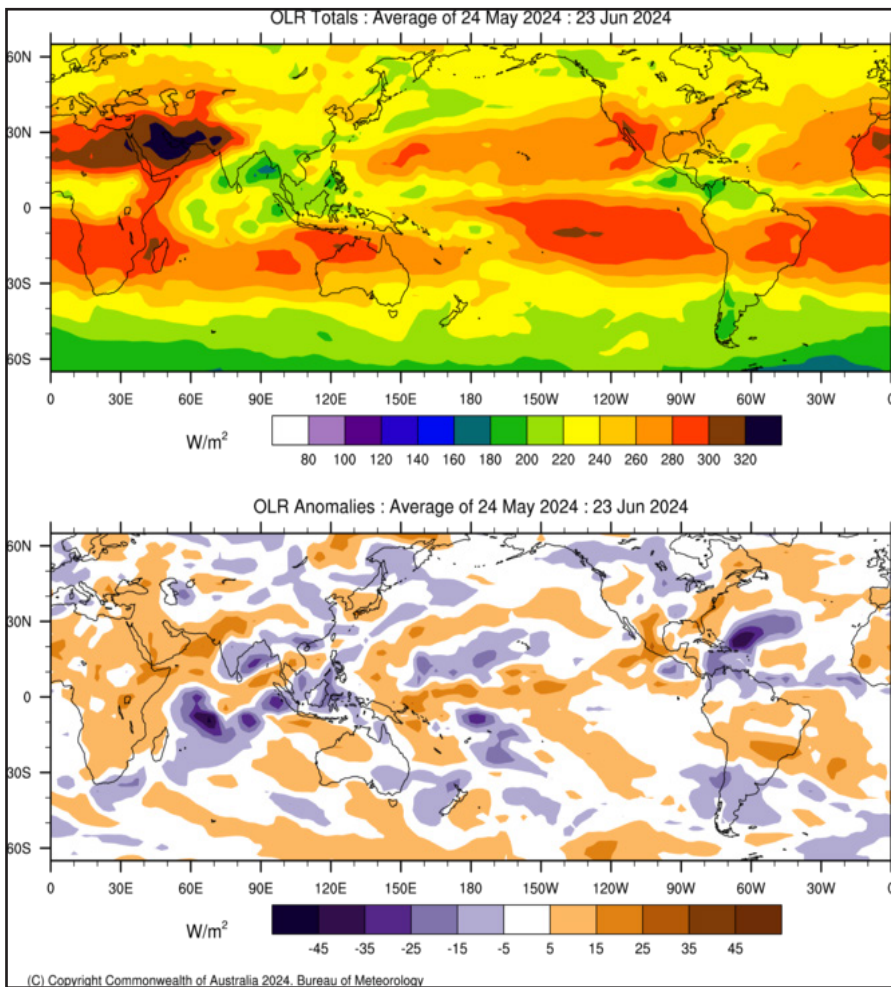 OLR Totals : Average of 24 May 2024 : 23 Jun 2024
60N
30N
0
30S
60S
0 30E 60E 90E 120E 150E 180 150W 120W 90W 60W 30W 0
W/m²
80 100 120 140 160 180 200 220 240 260 280 300 320
OLR Anomalies : Average of 24 May 2024 : 23 Jun 2024
60N
30N
0
30S
60S
0 30E 60E 90E 120E 150E 180 150W 120W 90W 60W 30W 0
W/m²
-45 -35 -25 -15 -5 5 15 25 35 45
(C) Copyright Commonwealth of Australia 2024. Bureau of Meteorology